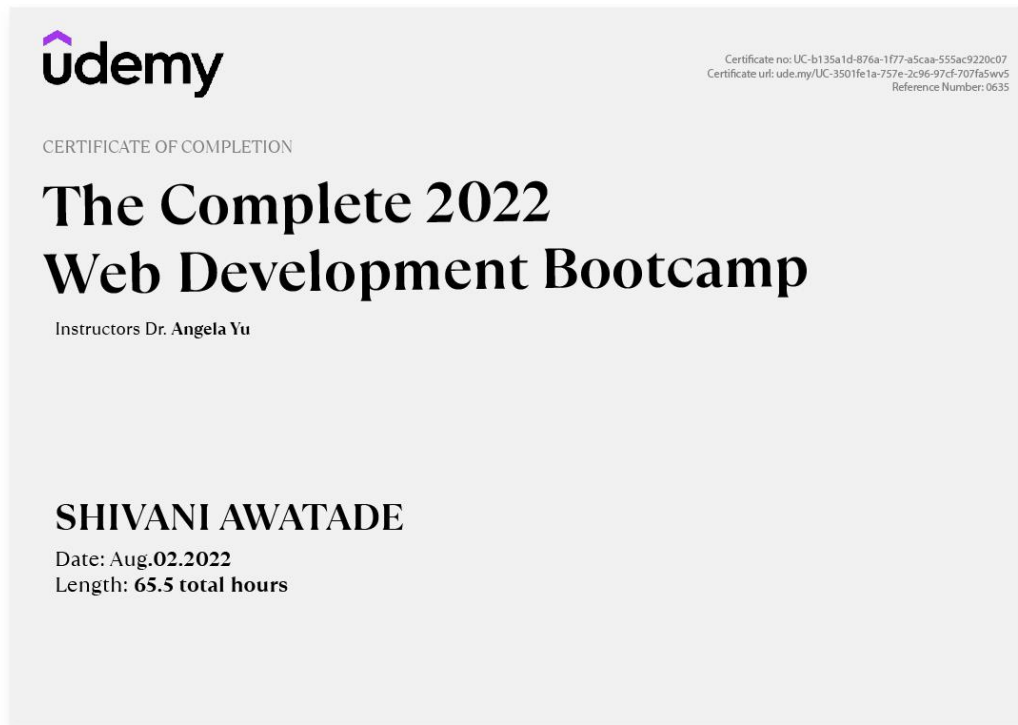 udemy
Certificate no: UC-b135a1d-876a-1f77-a5caa-555ac9220c07
Certificate url: ude.my/UC-3501fe1a-757e-2c96-97cf-707fa5wv5
Reference Number: 0635
CERTIFICATE OF COMPLETION
The Complete 2022
Web Development Bootcamp
Instructors Dr. Angela Yu
SHIVANI AWATADE
Date: Aug.02.2022
Length: 65.5 total hours